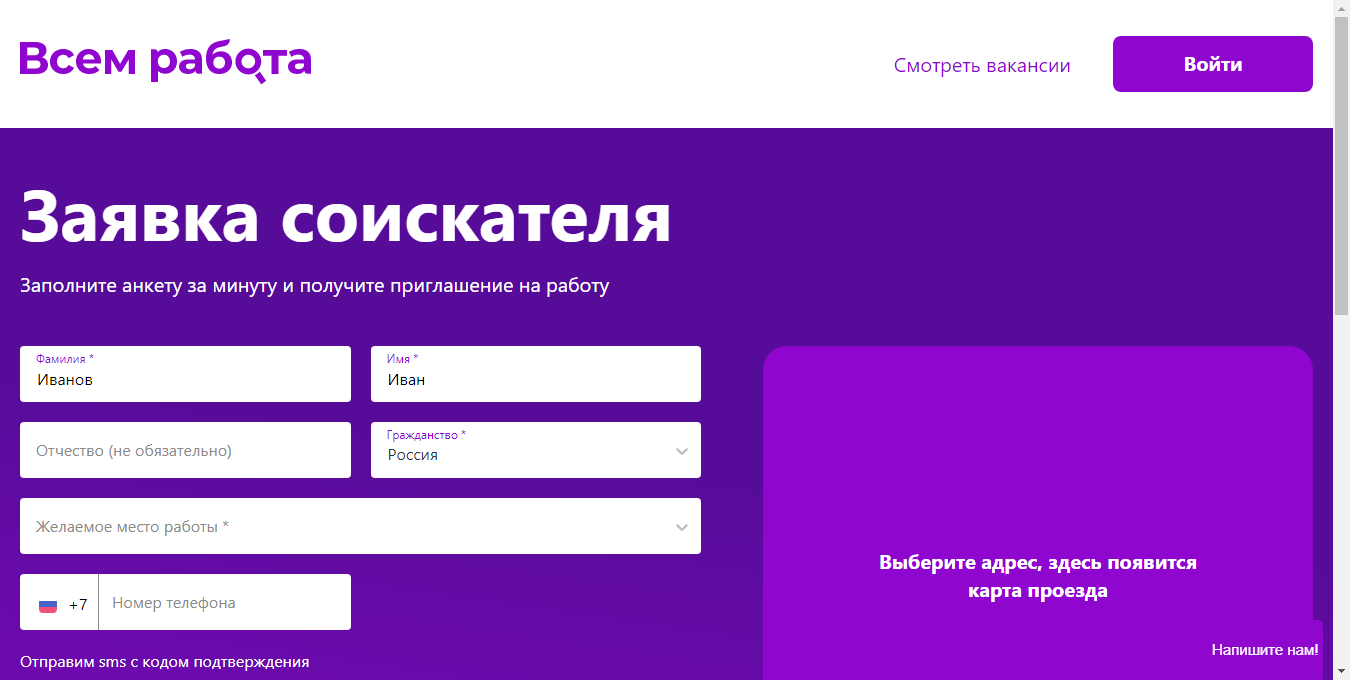 Всем работа
Смотреть вакансии
Войти
Заявка соискателя
Заполните анкету за минуту и получите приглашение на работу
Фамилия *
Иванов
Имя *
Иван
Отчество (не обязательно)
Гражданство *
Россия
Желаемое место работы *
+7
Номер телефона
Отправим sms с кодом подтверждения
Выберите адрес, здесь появится
карта проезда
Напишите нам!